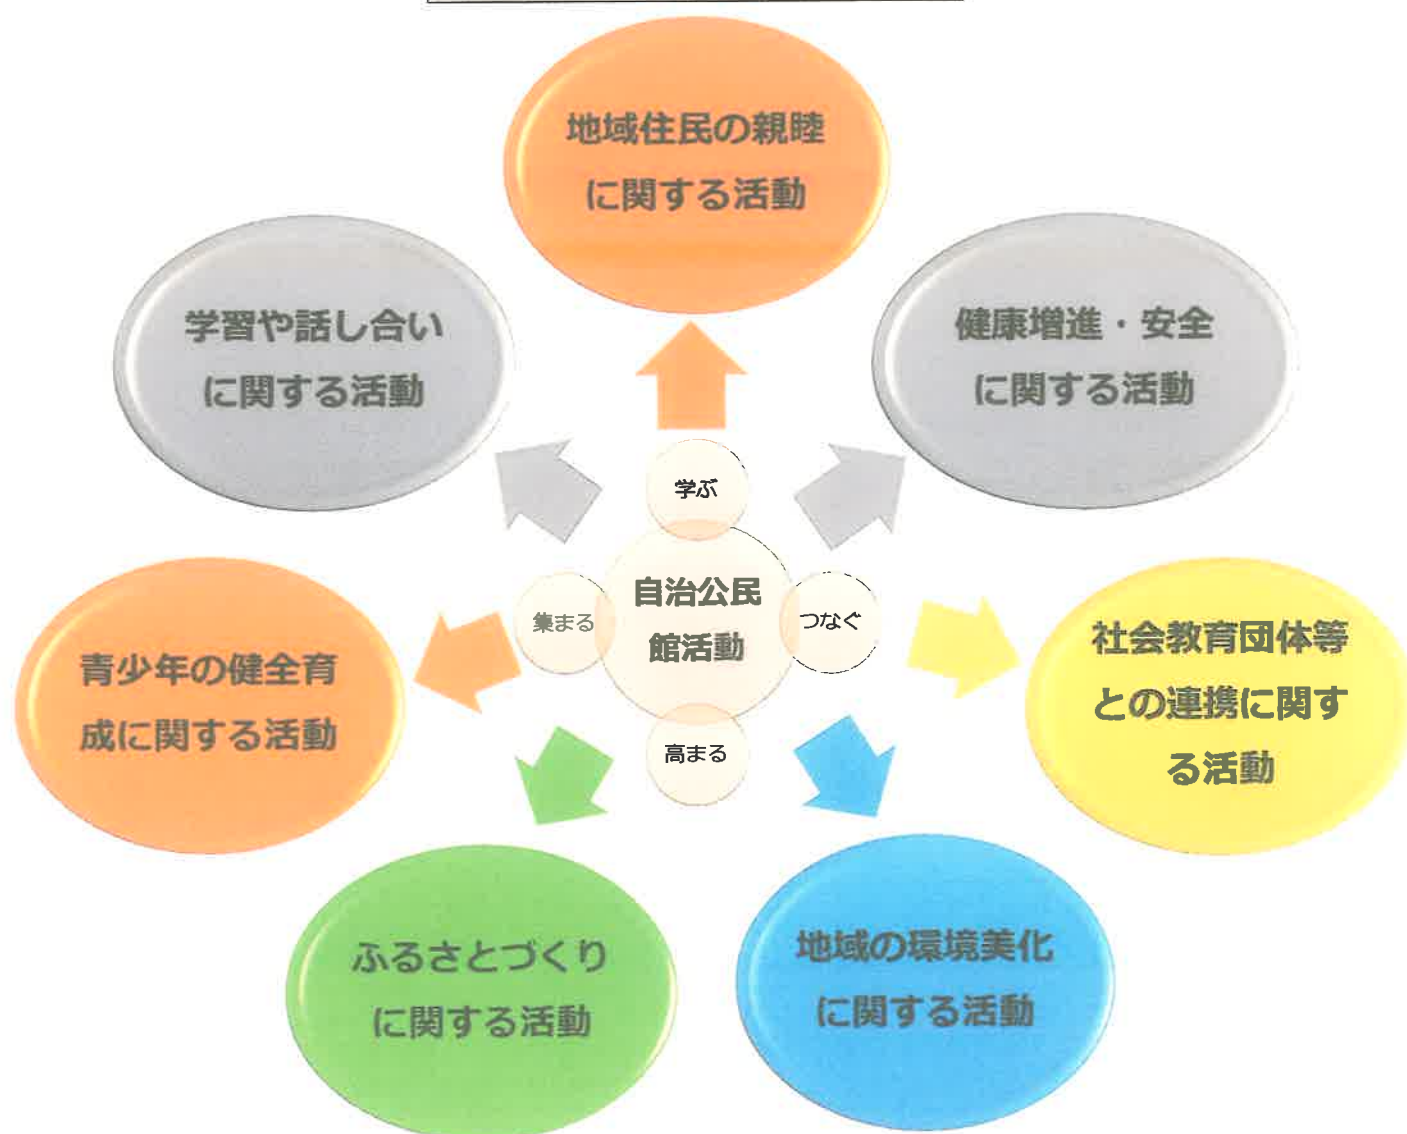 地域住民の親睦
に関する活動
学習や話し合い
に関する活動
健康増進・安全
に関する活動
学ぶ
自治公民
館活動
集まる
つなぐ
高まる
青少年の健全育
成に関する活動
社会教育団体等
との連携に関す
る活動
ふるさとづくり
に関する活動
地域の環境美化
に関する活動